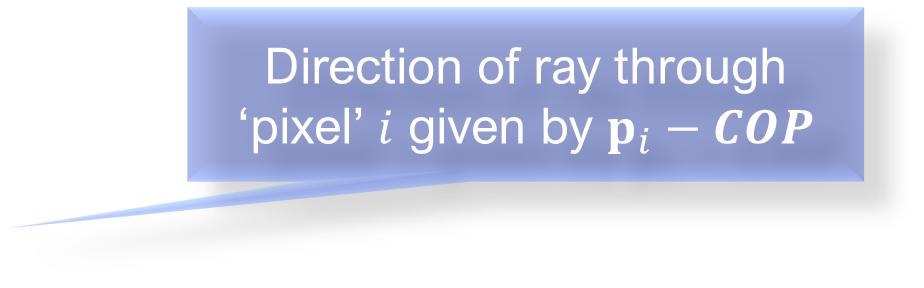 Direction of ray through
‘pixel’ 𝑖 given by 𝐩ᵢ − 𝑪𝑶𝑷